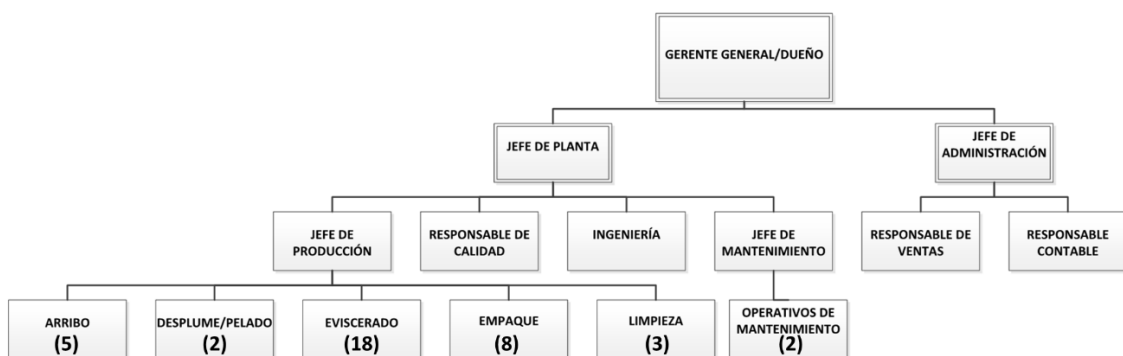 GERENTE GENERAL/DUEÑO
JEFE DE PLANTA
JEFE DE
ADMINISTRACIÓN
JEFE DE
PRODUCCIÓN
RESPONSABLE DE
CALIDAD
INGENIERÍA
JEFE DE
MANTENIMIENTO
RESPONSABLE DE
VENTAS
RESPONSABLE
CONTABLE
ARRIBO
(5)
DESPLUME/PELADO
(2)
EVISCERADO
(18)
EMPAQUE
(8)
LIMPIEZA
(3)
OPERATIVOS DE
MANTENIMIENTO
(2)